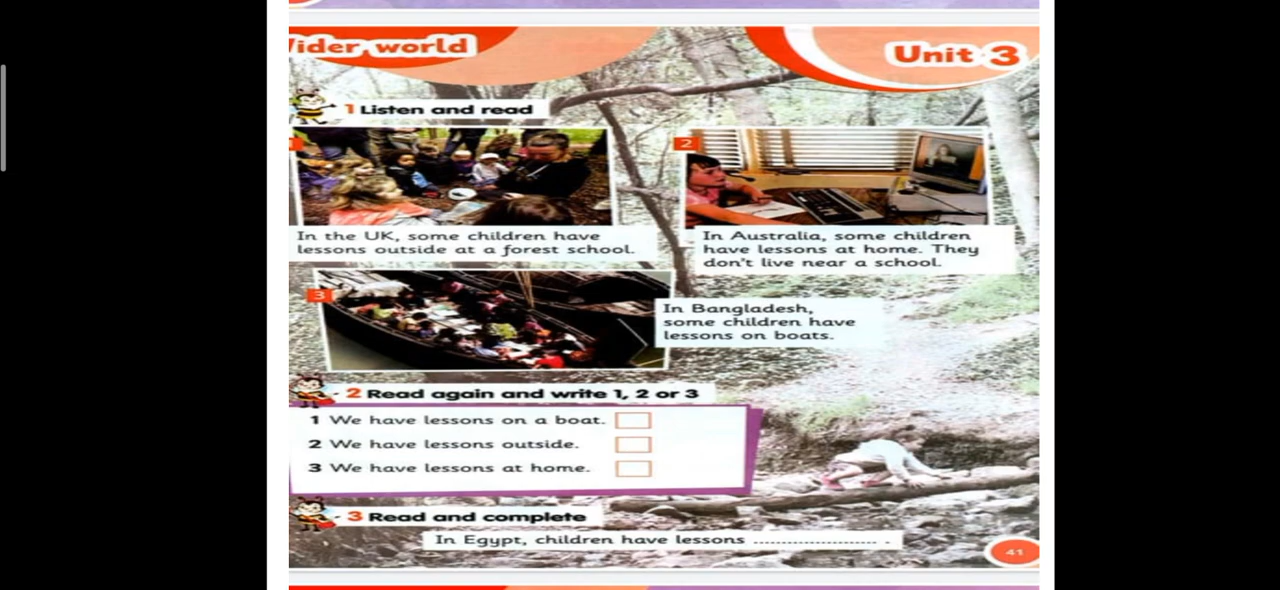 ider world
Unit 3
1 Listen and read
2
In the UK, some children have
lessons outside at a forest school.
In Australia, some children
have lessons at home. They
don't live near a school.
3
In Bangladesh,
some children have
lessons on boats.
2 Read again and write 1, 2 or 3
1 We have lessons on a boat.
2 We have lessons outside.
3 We have lessons at home.
3 Read and complete
In Egypt, children have lessons ...................... .
41